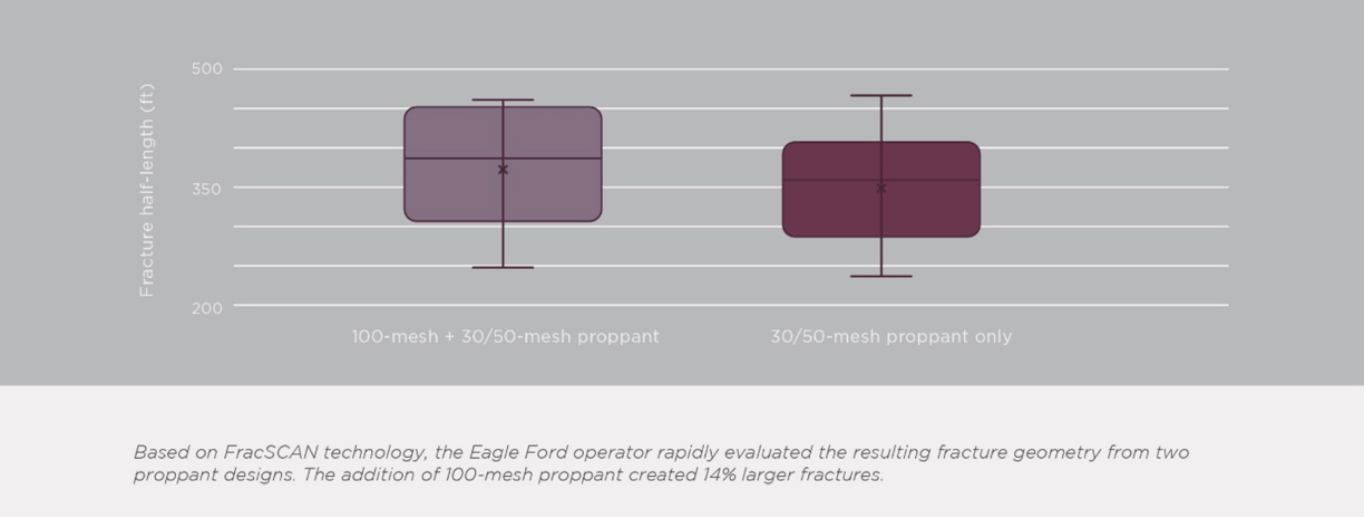 500
Fracture half-length (ft)
350
200
100-mesh + 30/50-mesh proppant
30/50-mesh proppant only
Based on FracSCAN technology, the Eagle Ford operator rapidly evaluated the resulting fracture geometry from two
proppant designs. The addition of 100-mesh proppant created 14% larger fractures.